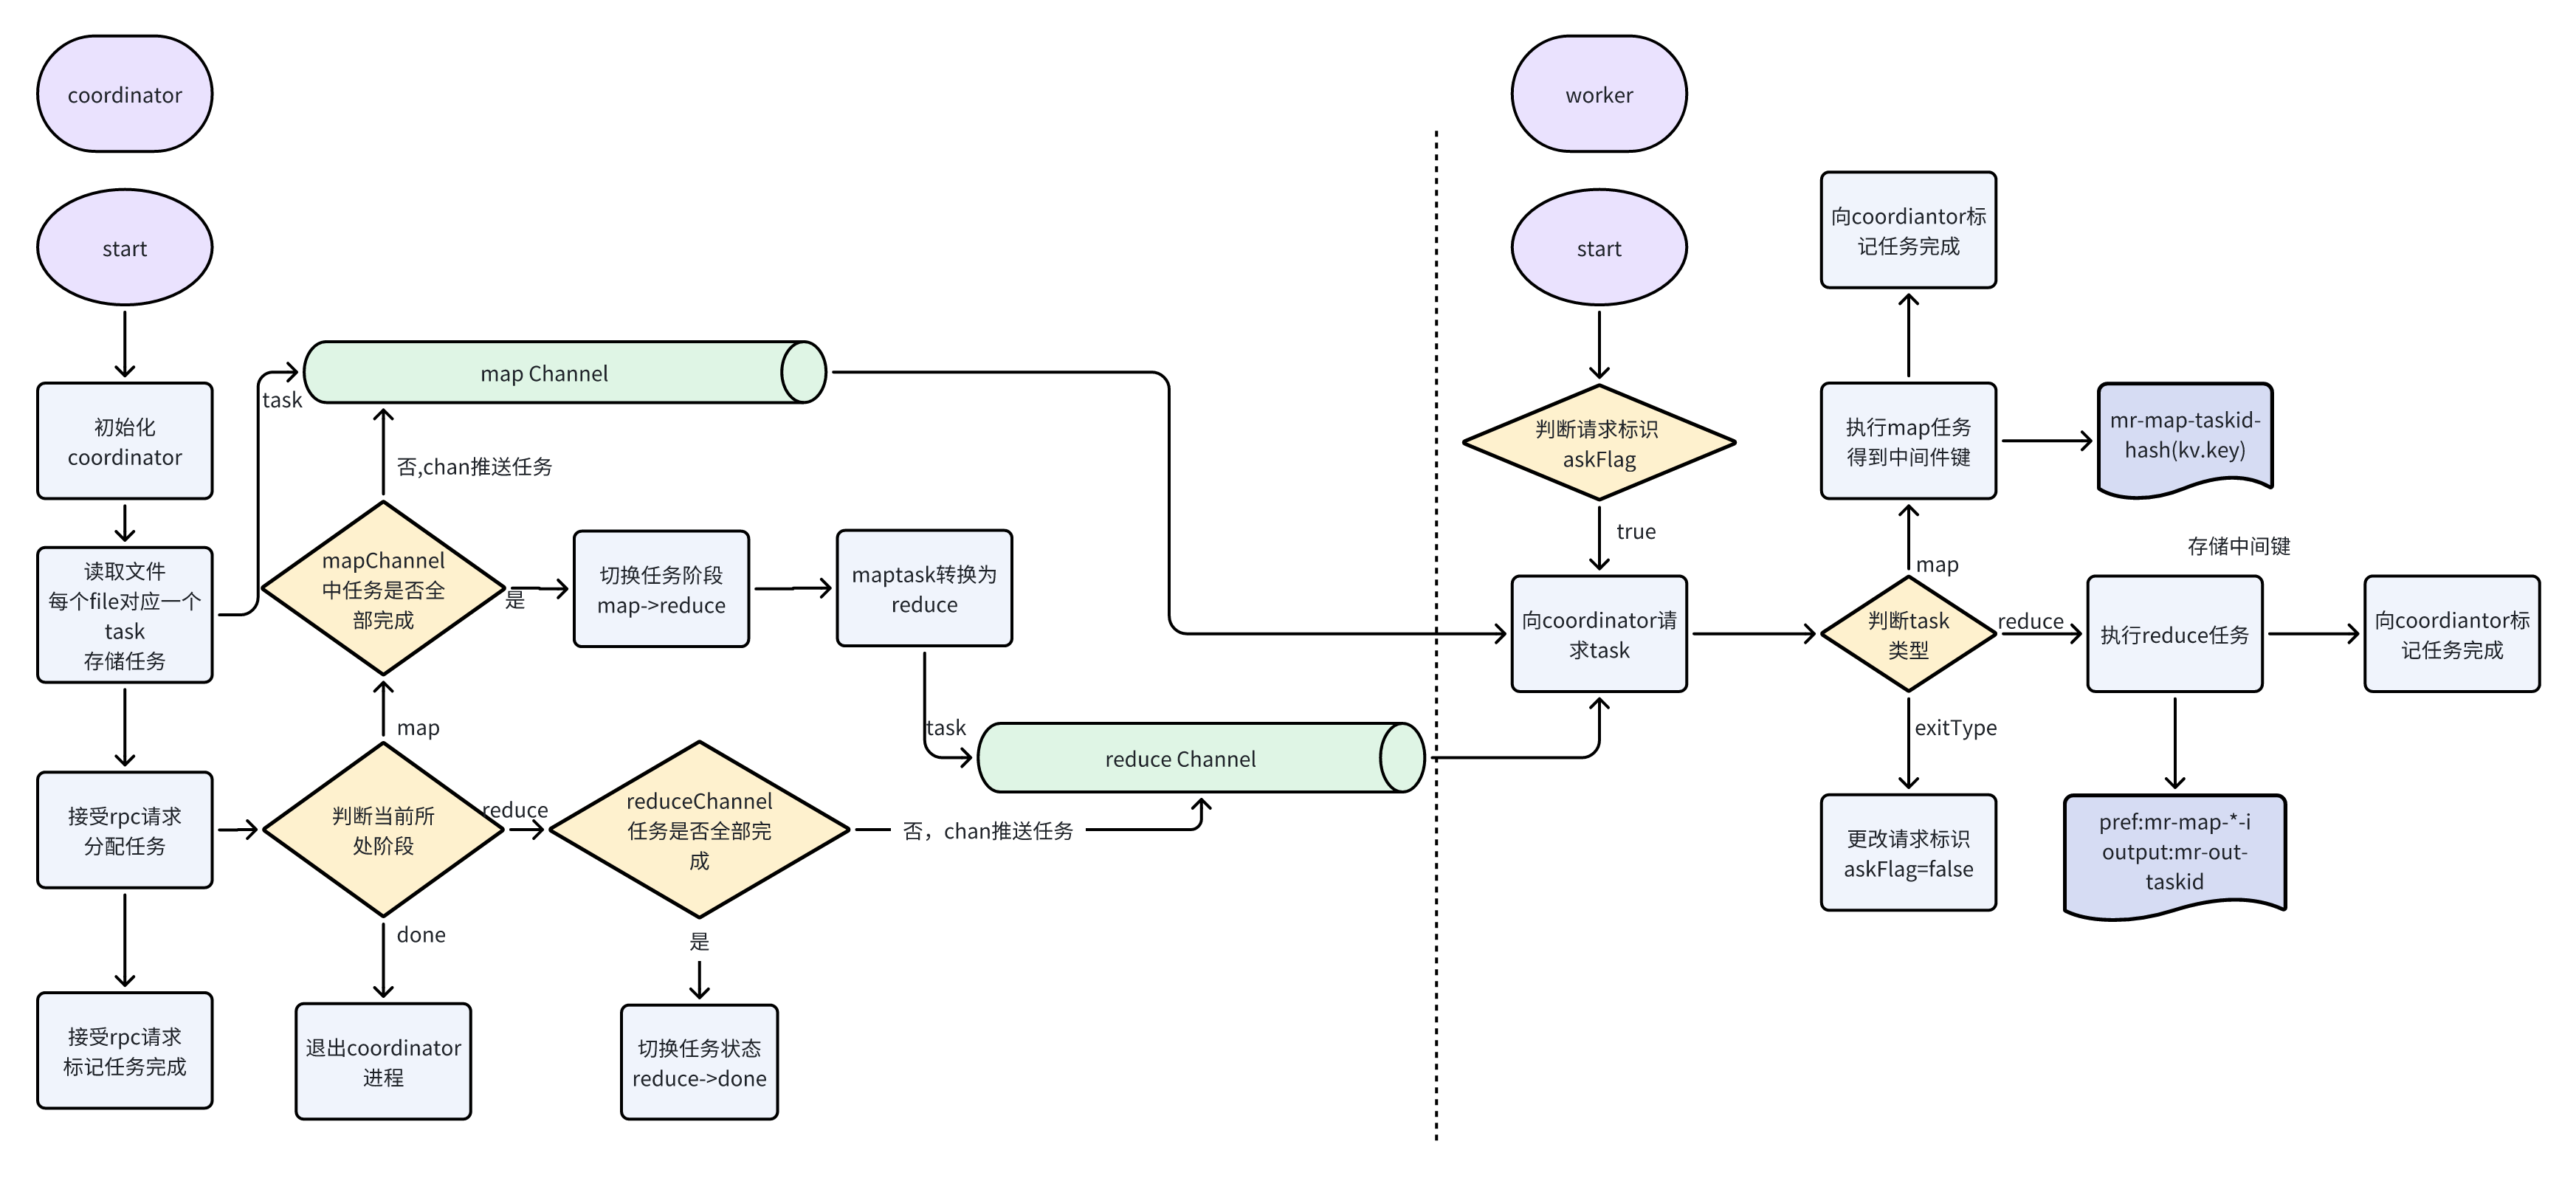 coordinator
start
初始化
coordinator
读取文件
每个file对应一个
task
存储任务
接受rpc请求
分配任务
接受rpc请求
标记任务完成
task
map Channel
否,chan推送任务
mapChannel
中任务是否全
部完成
是
切换任务阶段
map->reduce
maptask转换为
reduce
map
task
reduce Channel
判断当前所
处阶段
reduce
reduceChannel
任务是否全部完
成
否，chan推送任务
done
是
退出coordinator
进程
切换任务状态
reduce->done
worker
start
判断请求标识
askFlag
true
向coordinator请
求task
向coordiantor标
记任务完成
执行map任务
得到中间件键
mr-map-taskid-
hash(kv.key)
存储中间键
map
判断task
类型
reduce
执行reduce任务
向coordiantor标
记任务完成
exitType
更改请求标识
askFlag=false
pref:mr-map-*-i
output:mr-out-
taskid